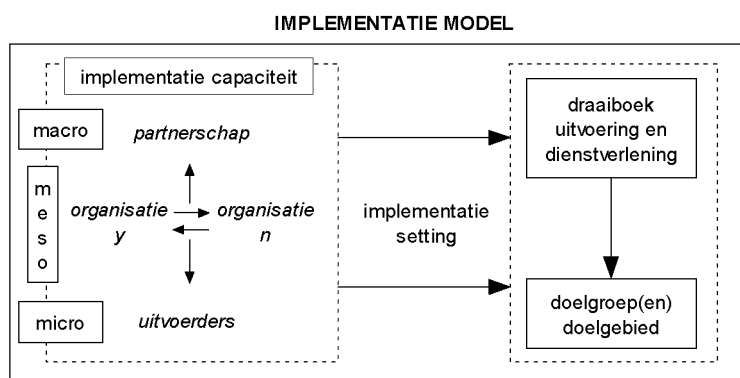 IMPLEMENTATIE MODEL
implementatie capaciteit
macro
partnerschap
meso
organisatie
y
organisatie
n
micro
uitvoerders
implementatie
setting
draaiboek
uitvoering en
dienstverlening
doelgroep(en)
doelgebied